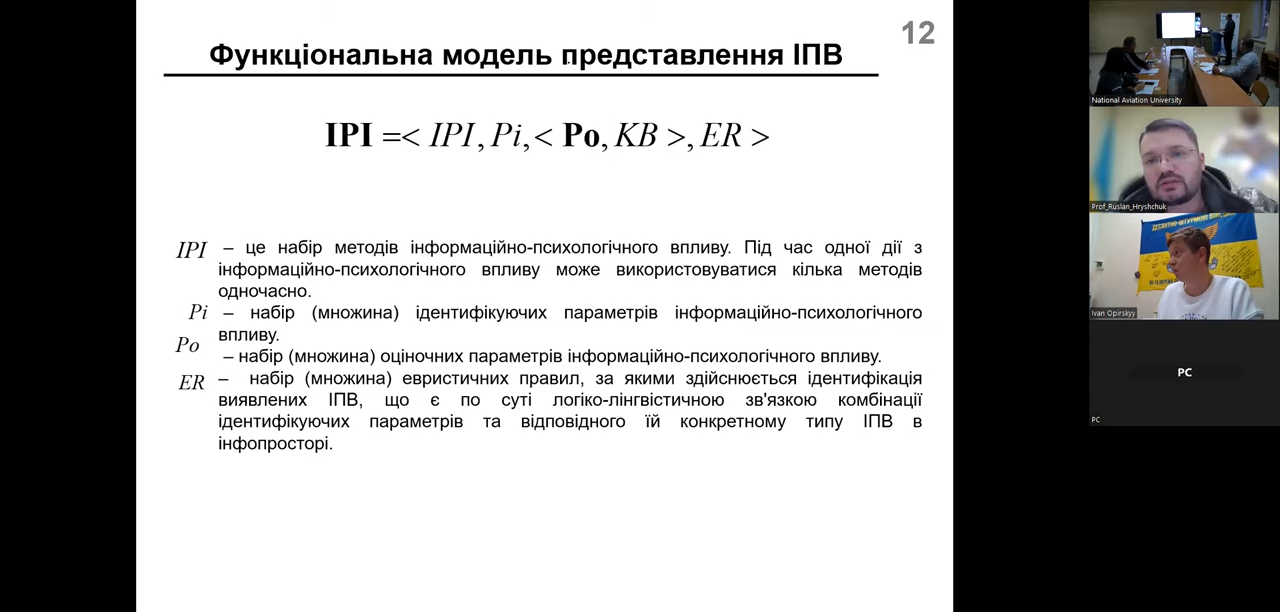 12
Функціональна модель представлення ІПВ
IPI =< IPI, Pi, < Po, KB >, ER >
IPI – це набір методів інформаційно-психологічного впливу. Під час одної дії з
інформаційно-психологічного впливу може використовуватися кілька методів
одночасно.
Pi – набір (множина) ідентифікуючих параметрів інформаційно-психологічного
впливу.
Po – набір (множина) оціночних параметрів інформаційно-психологічного впливу.
ER – набір (множина) евристичних правил, за якими здійснюється ідентифікація
виявлених ІПВ, що є по суті логіко-лінгвістичною зв'язкою комбінації
ідентифікуючих параметрів та відповідного їй конкретному типу ІПВ в
інфопросторі.
National Aviation University
Prof_Ruslan_Hryshchuk
ДЕСАНТНО-ШТУРМОВІ ВІЙСЬКА
Ivan Opirskyy
PC
PC